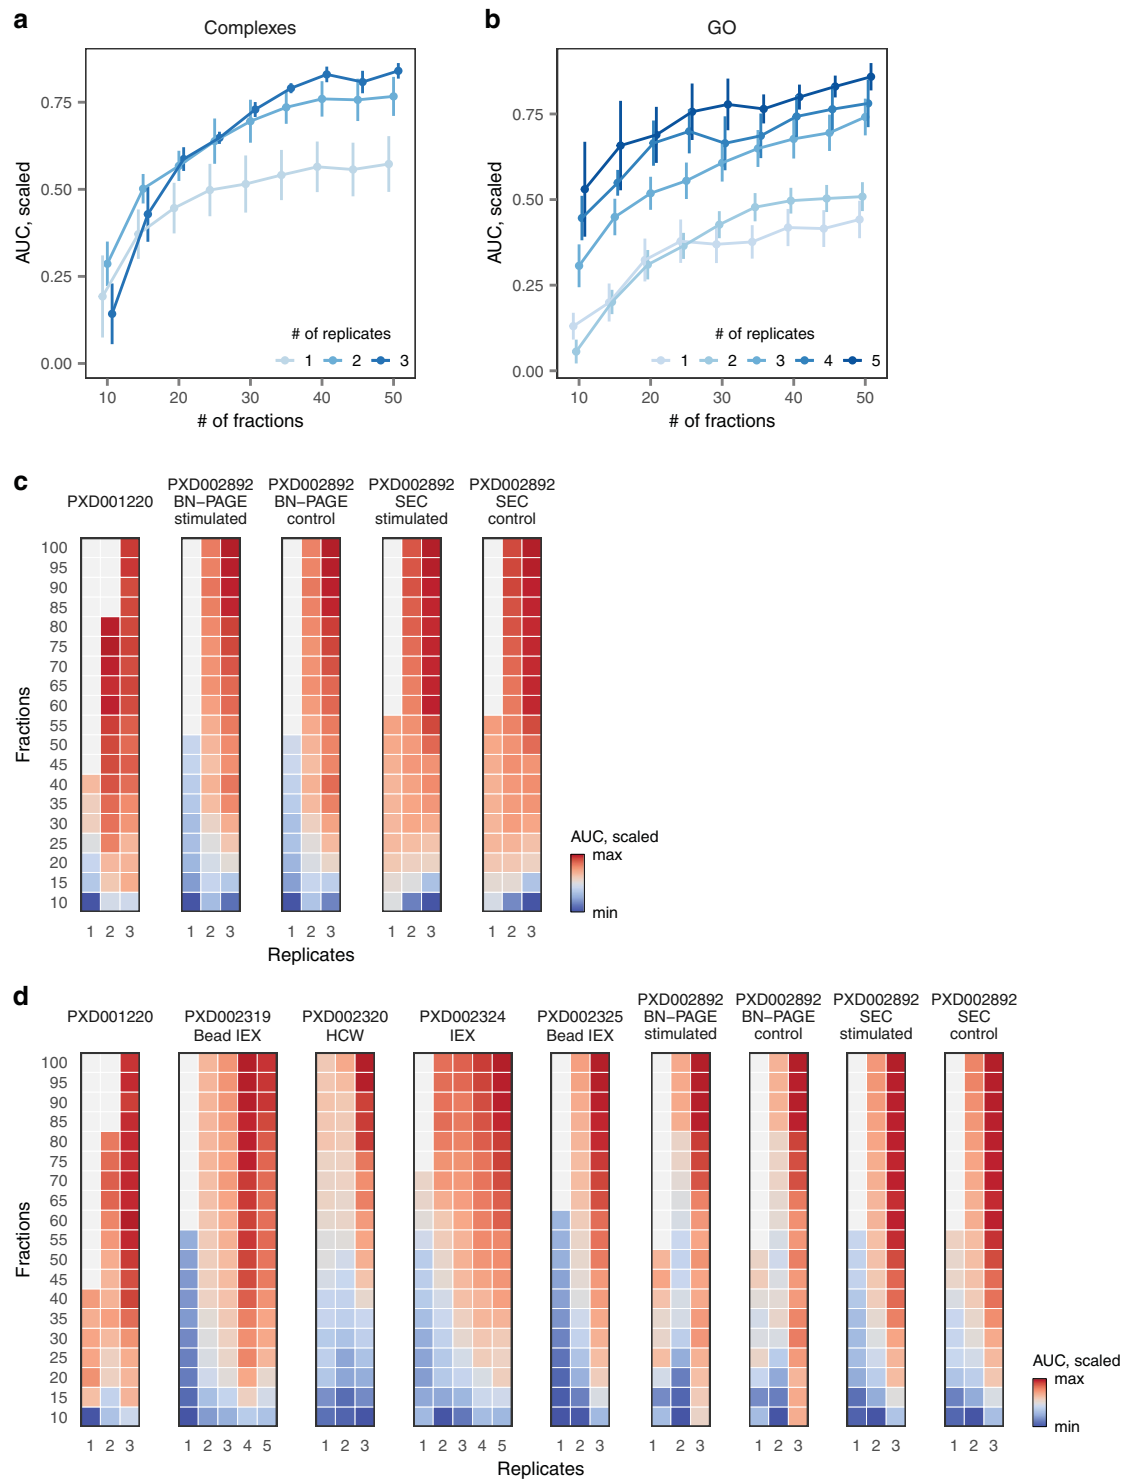 a
Complexes
AUC, scaled
0.75
0.50
0.25
0.00
# of replicates
1 2 3
10 20 30 40 50
# of fractions
b
GO
AUC, scaled
0.75
0.50
0.25
0.00
# of replicates
1 2 3 4 5
10 20 30 40 50
# of fractions
c
PXD001220
PXD002892
BN−PAGE
stimulated
PXD002892
BN−PAGE
control
PXD002892
SEC
stimulated
PXD002892
SEC
control
Fractions
100
95
90
85
80
75
70
65
60
55
50
45
40
35
30
25
20
15
10
1 2 3
1 2 3
1 2 3
1 2 3
1 2 3
Replicates
AUC, scaled
max
min
d
PXD001220
PXD002319
Bead IEX
PXD002320
HCW
PXD002324
IEX
PXD002325
Bead IEX
PXD002892
BN−PAGE
stimulated
PXD002892
BN−PAGE
control
PXD002892
SEC
stimulated
PXD002892
SEC
control
Fractions
100
95
90
85
80
75
70
65
60
55
50
45
40
35
30
25
20
15
10
1 2 3
1 2 3 4 5
1 2 3
1 2 3 4 5
1 2 3
1 2 3
1 2 3
1 2 3
1 2 3
Replicates
AUC, scaled
max
min